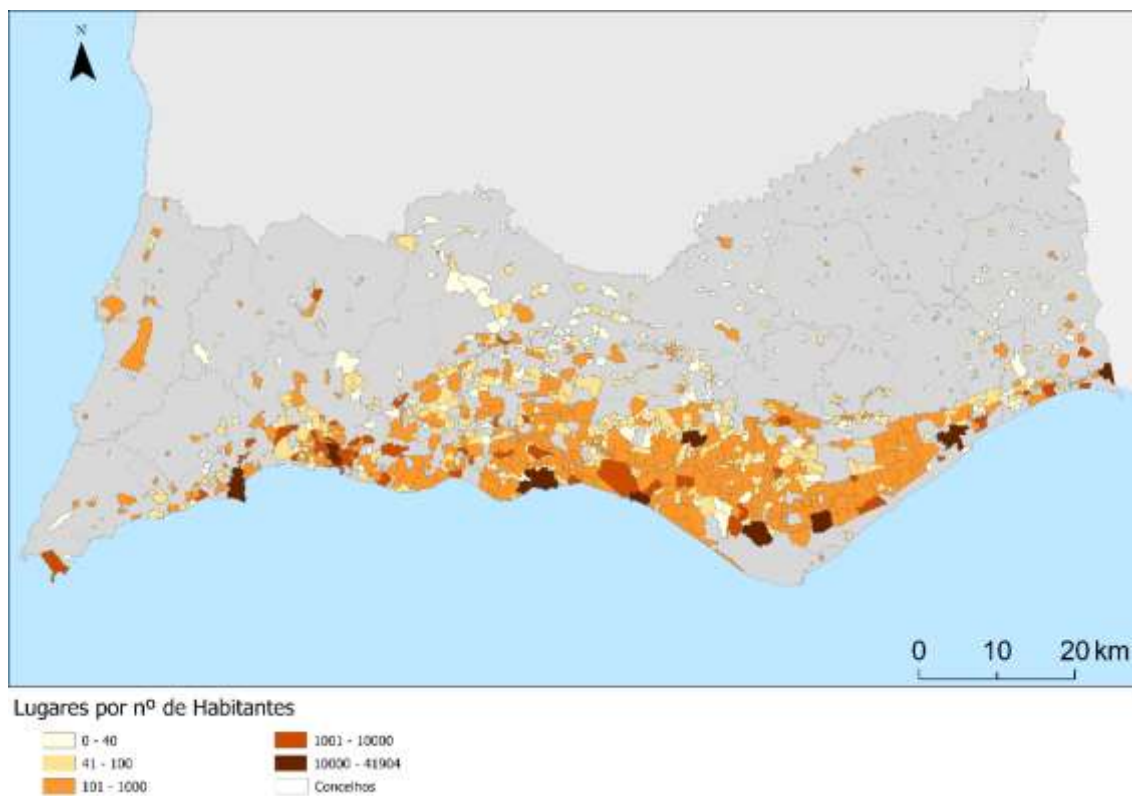 N
0 10 20 km
Lugares por nº de Habitantes
0 - 40
41 - 100
101 - 1000
1001 - 10000
10000 - 41904
Concelhos